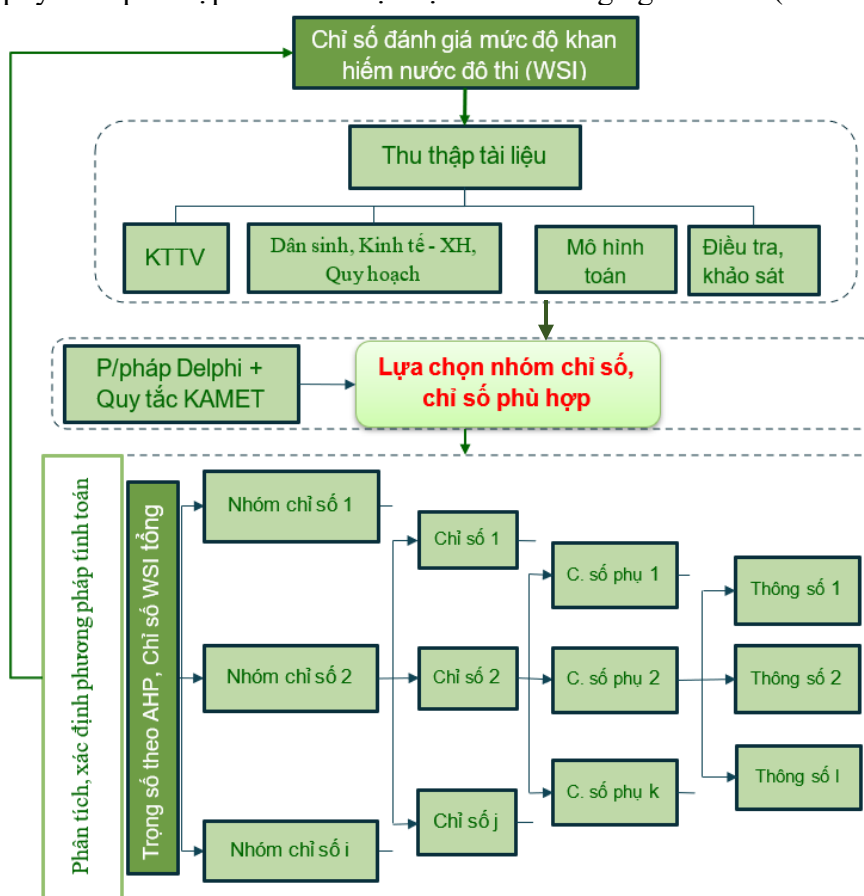 Chỉ số đánh giá mức độ khan
hiếm nước đô thi (WSI)
Thu thập tài liệu
KTTV
Dân sinh, Kinh tế - XH,
Quy hoạch
Mô hình
toán
Điều tra,
khảo sát
P/pháp Delphi +
Quy tắc KAMET
Lựa chọn nhóm chỉ số,
chỉ số phù hợp
Phân tích, xác định phương pháp tính toán
Trọng số theo AHP, Chỉ số WSI tổng
Nhóm chỉ số 1
Nhóm chỉ số 2
Nhóm chỉ số i
Chỉ số 1
Chỉ số 2
Chỉ số j
C. số phụ 1
C. số phụ 2
C. số phụ k
Thông số 1
Thông số 2
Thông số l